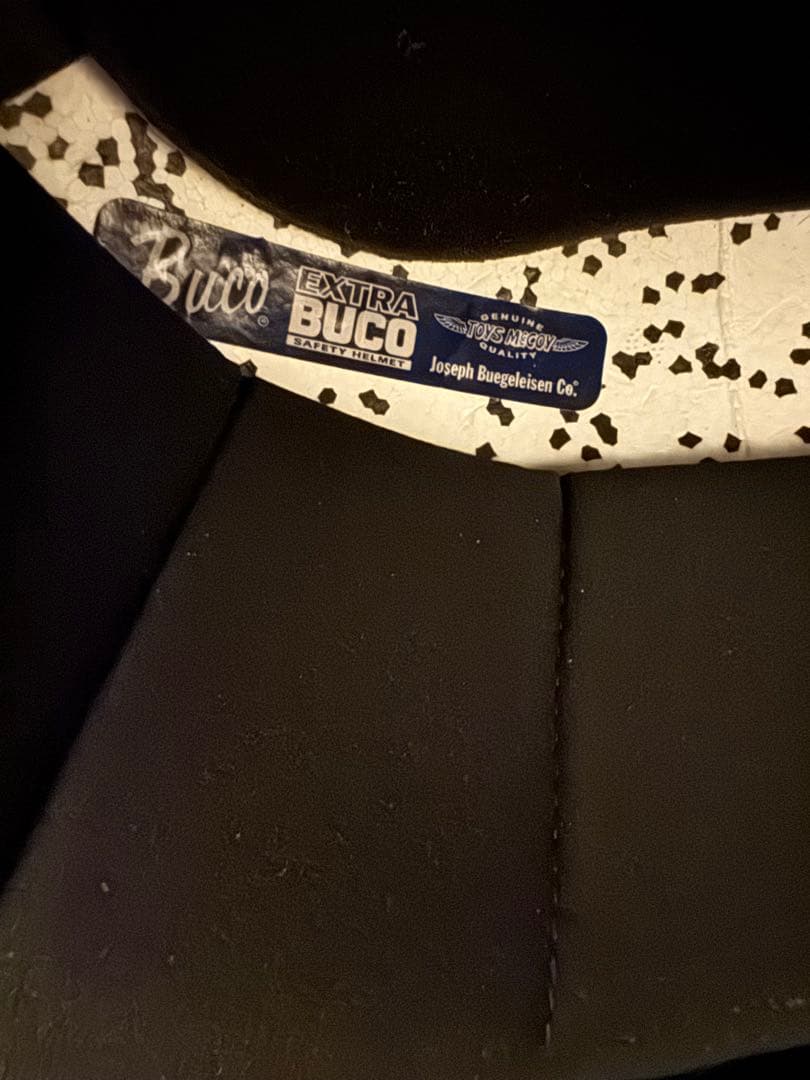 Buco®
EXTRA
BUCO
SAFETY HELMET
GENUINE
TOYS McCOY
QUALITY
Joseph Buegeleisen Co.